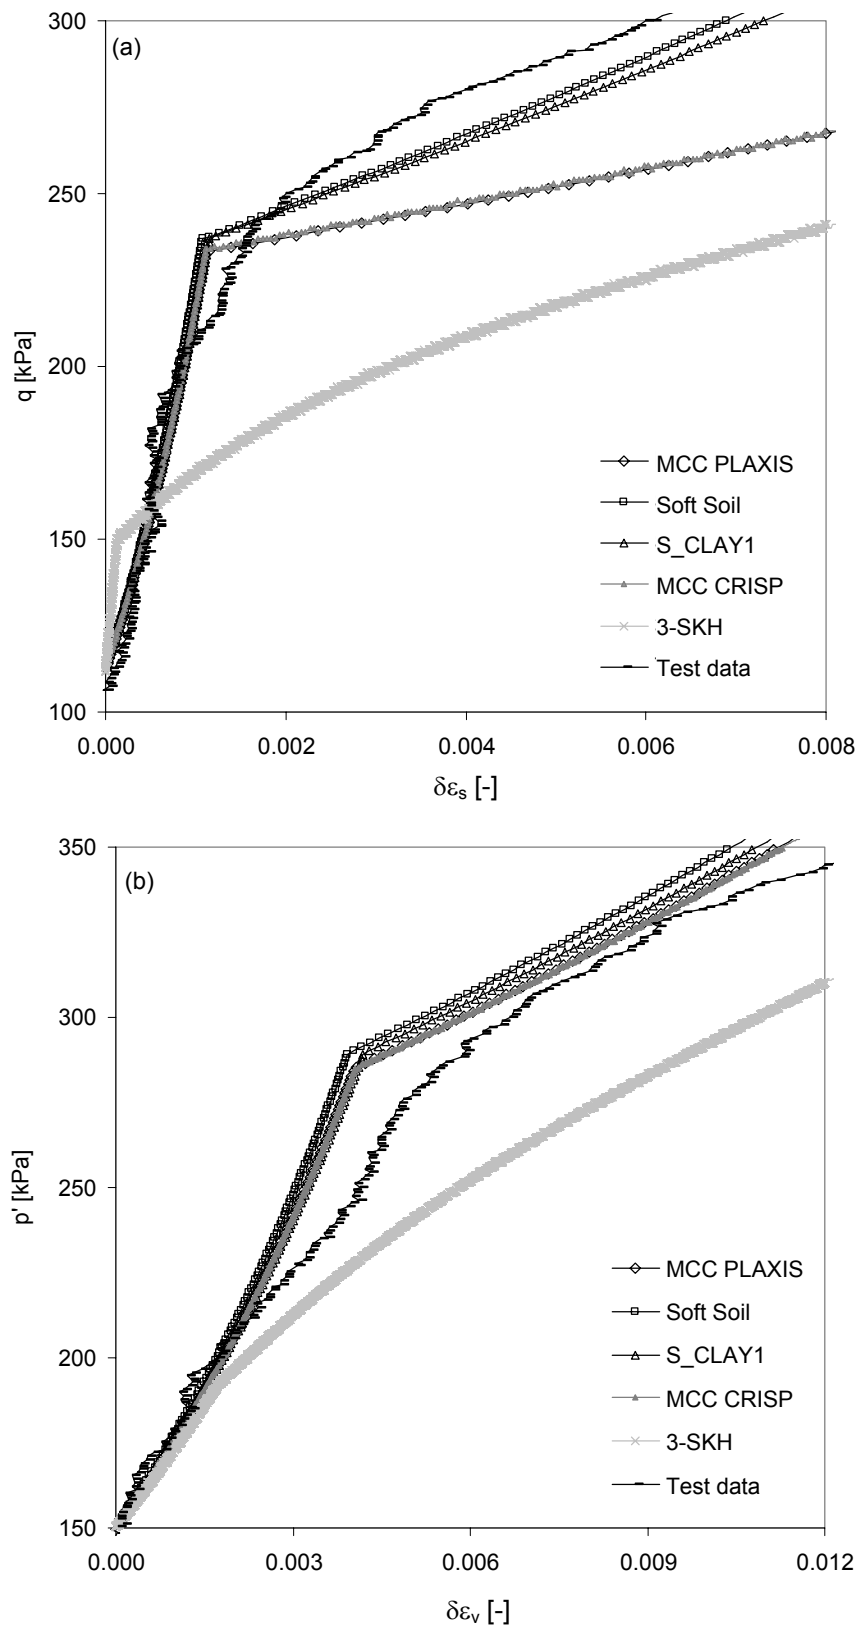 (a)
300
250
200
150
100
q [kPa]
MCC PLAXIS
Soft Soil
S_CLAY1
MCC CRISP
3-SKH
Test data
0.000 0.002 0.004 0.006 0.008
δεs [-]
(b)
350
300
250
200
150
p' [kPa]
MCC PLAXIS
Soft Soil
S_CLAY1
MCC CRISP
3-SKH
Test data
0.000 0.003 0.006 0.009 0.012
δεv [-]